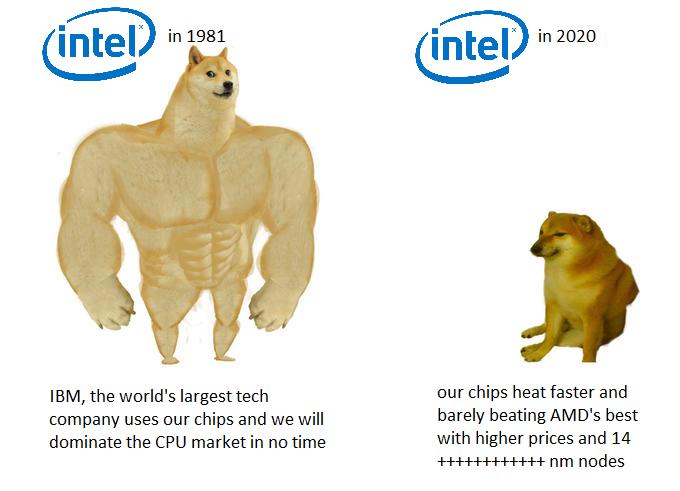 intel in 1981
intel in 2020
IBM, the world's largest tech
company uses our chips and we will
dominate the CPU market in no time
our chips heat faster and
barely beating AMD's best
with higher prices and 14
++++++++++++ nm nodes